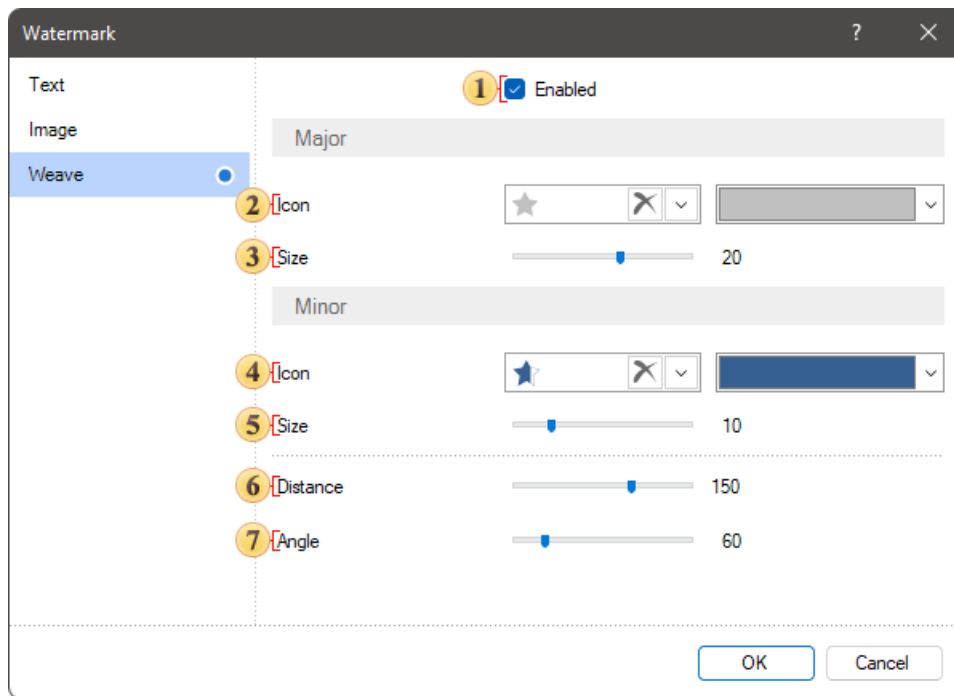 Watermark ?
Text
1 Enabled
Image
Major
Weave
2 Icon
3 Size 20
Minor
4 Icon
5 Size 10
6 Distance 150
7 Angle 60
OK Cancel